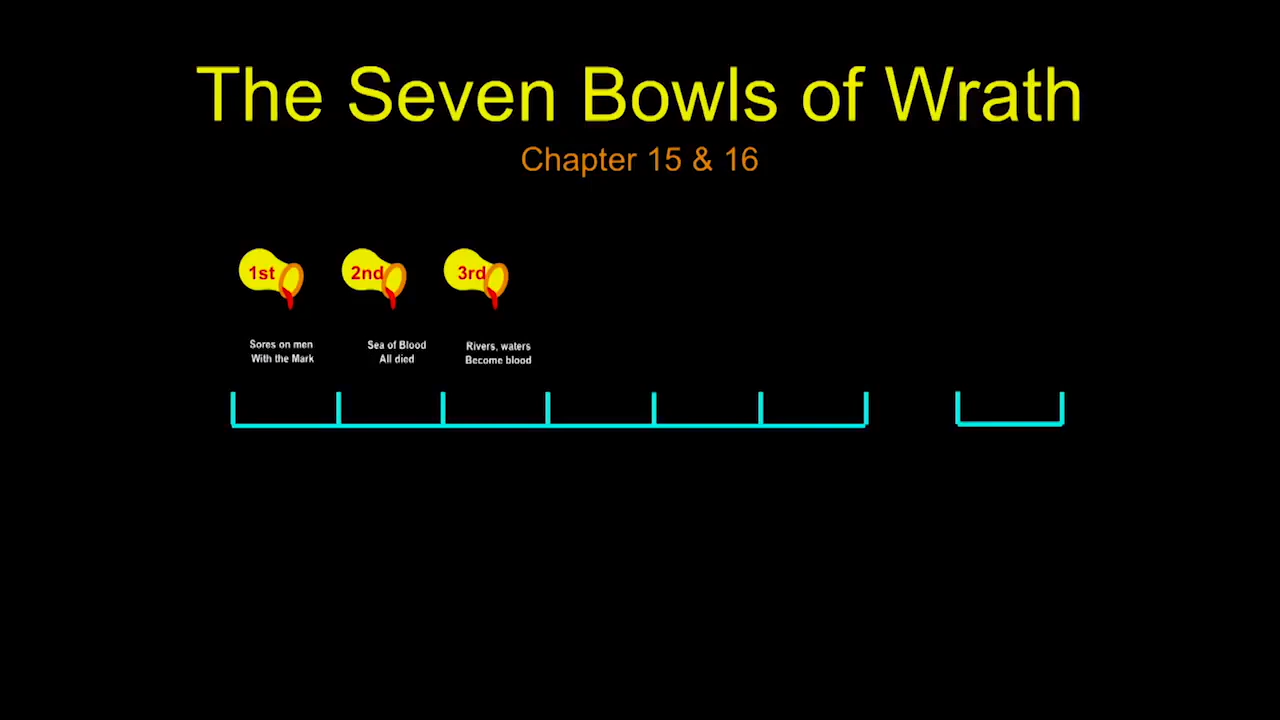 The Seven Bowls of Wrath
Chapter 15 & 16
1st
2nd
3rd
Sores on men
With the Mark
Sea of Blood
All died
Rivers, waters
Become blood